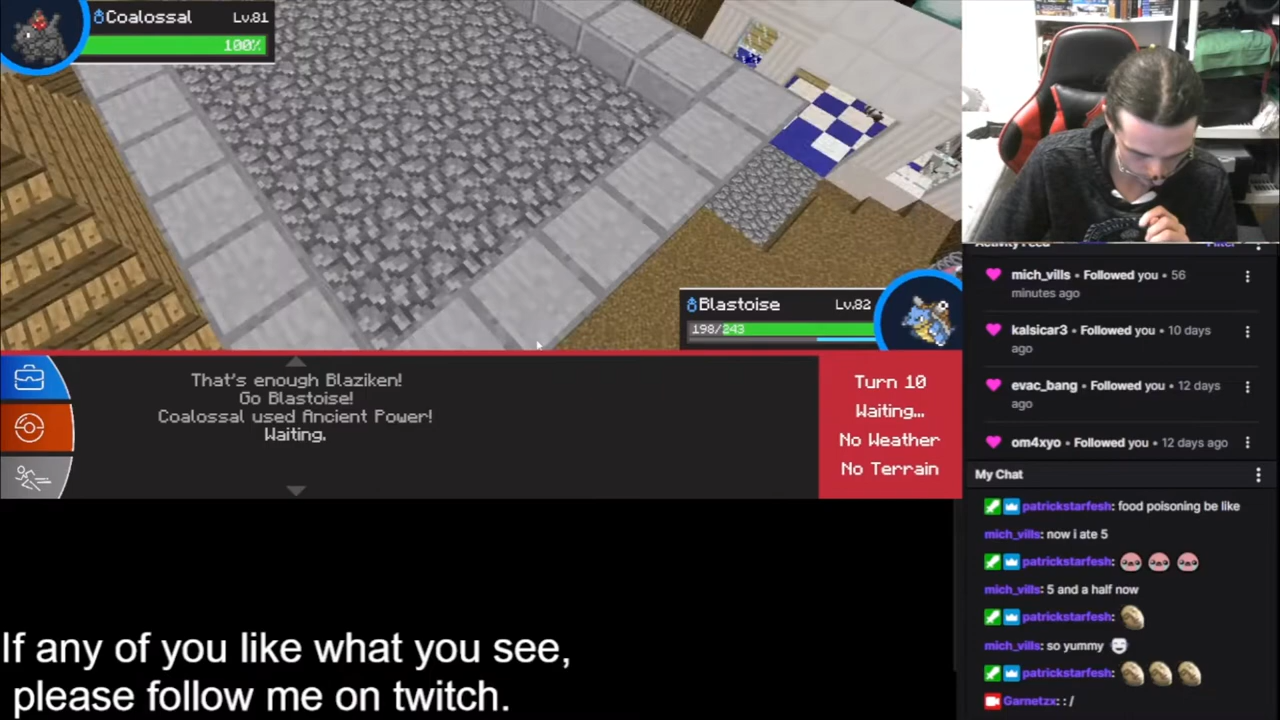 Coalossal Lv.81
100%
Blastoise Lv.82
198/243
That's enough Blaziken!
Go Blastoise!
Coalossal used Ancient Power!
Waiting.
Turn 10
Waiting...
No Weather
No Terrain
If any of you like what you see,
please follow me on twitch.
Activity Feed Filter
mich_vills • Followed you • 56
minutes ago
kalsicar3 • Followed you • 10 days
ago
evac_bang • Followed you • 12 days
ago
om4xyo • Followed you • 12 days ago
My Chat
patrickstarfesh: food poisoning be like
mich_vills: now i ate 5
patrickstarfesh:
mich_vills: 5 and a half now
patrickstarfesh:
mich_vills: so yummy
patrickstarfesh:
Garnetzx: : /